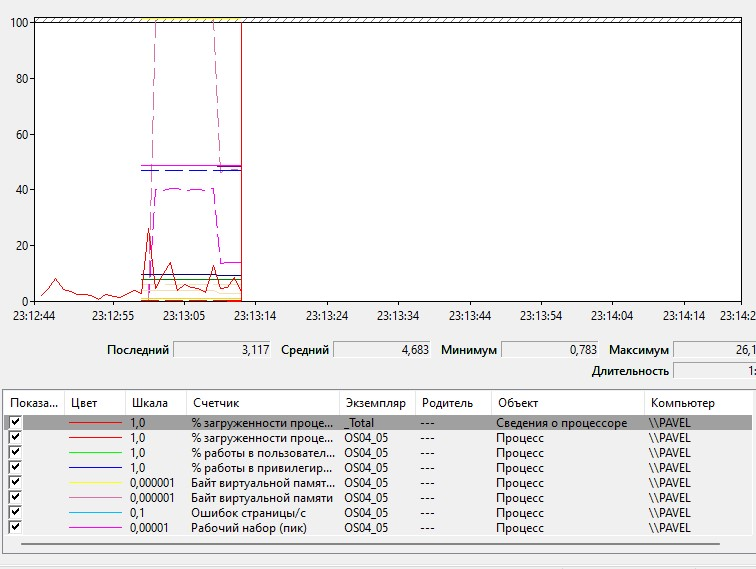 100
80
60
40
20
0
23:12:44 23:12:55 23:13:05 23:13:14 23:13:24 23:13:34 23:13:44 23:13:54 23:14:04 23:14:14 23:14:2
Последний 3,117 Средний 4,683 Минимум 0,783 Максимум 26,1
Длительность 1:
Показа... Цвет Шкала Счетчик Экземпляр Родитель Объект Компьютер
1,0 % загруженности проце... _Total --- Сведения о процессоре \\PAVEL
1,0 % загруженности проце... OS04_05 --- Процесс \\PAVEL
1,0 % работы в пользовател... OS04_05 --- Процесс \\PAVEL
1,0 % работы в привилегир... OS04_05 --- Процесс \\PAVEL
0,000001 Байт виртуальной памят... OS04_05 --- Процесс \\PAVEL
0,000001 Байт виртуальной памяти OS04_05 --- Процесс \\PAVEL
0,1 Ошибок страницы/с OS04_05 --- Процесс \\PAVEL
0,00001 Рабочий набор (пик) OS04_05 --- Процесс \\PAVEL